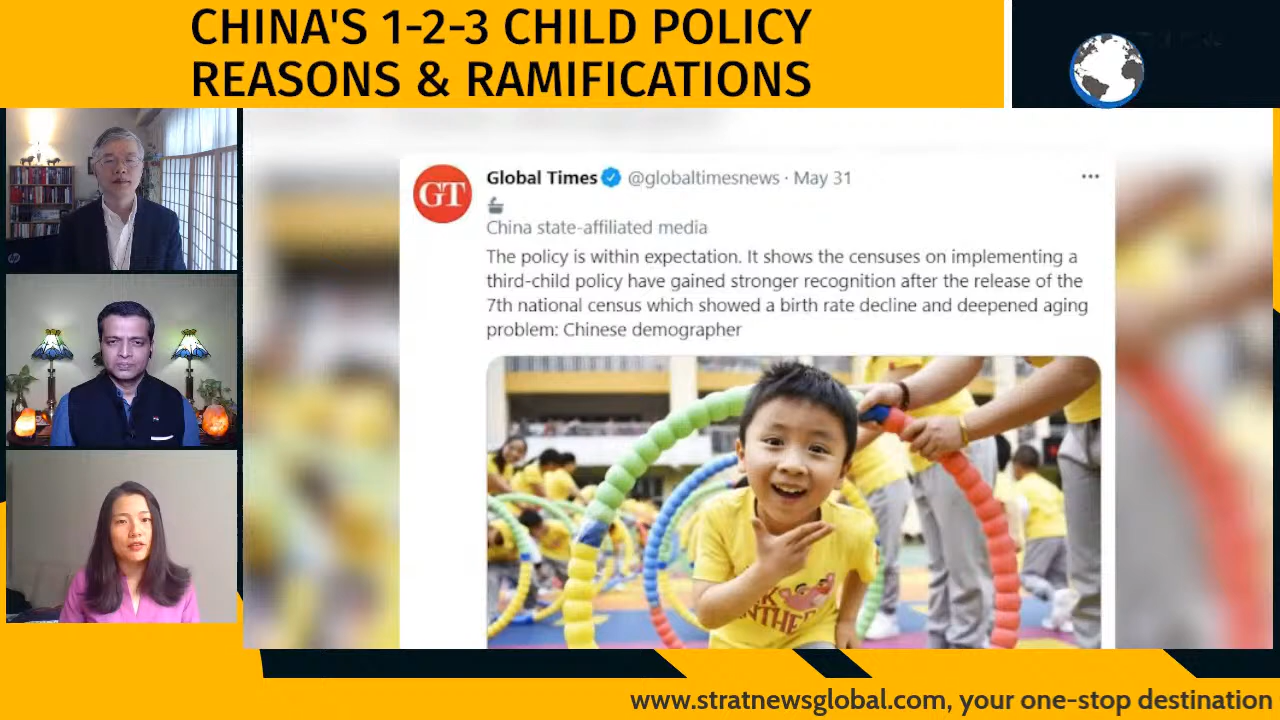 CHINA'S 1-2-3 CHILD POLICY
REASONS & RAMIFICATIONS
GT
Global Times @globaltimesnews · May 31
China state-affiliated media
The policy is within expectation. It shows the censuses on implementing a
third-child policy have gained stronger recognition after the release of the
7th national census which showed a birth rate decline and deepened aging
problem: Chinese demographer
hp
www.stratnewsglobal.com, your one-stop destination